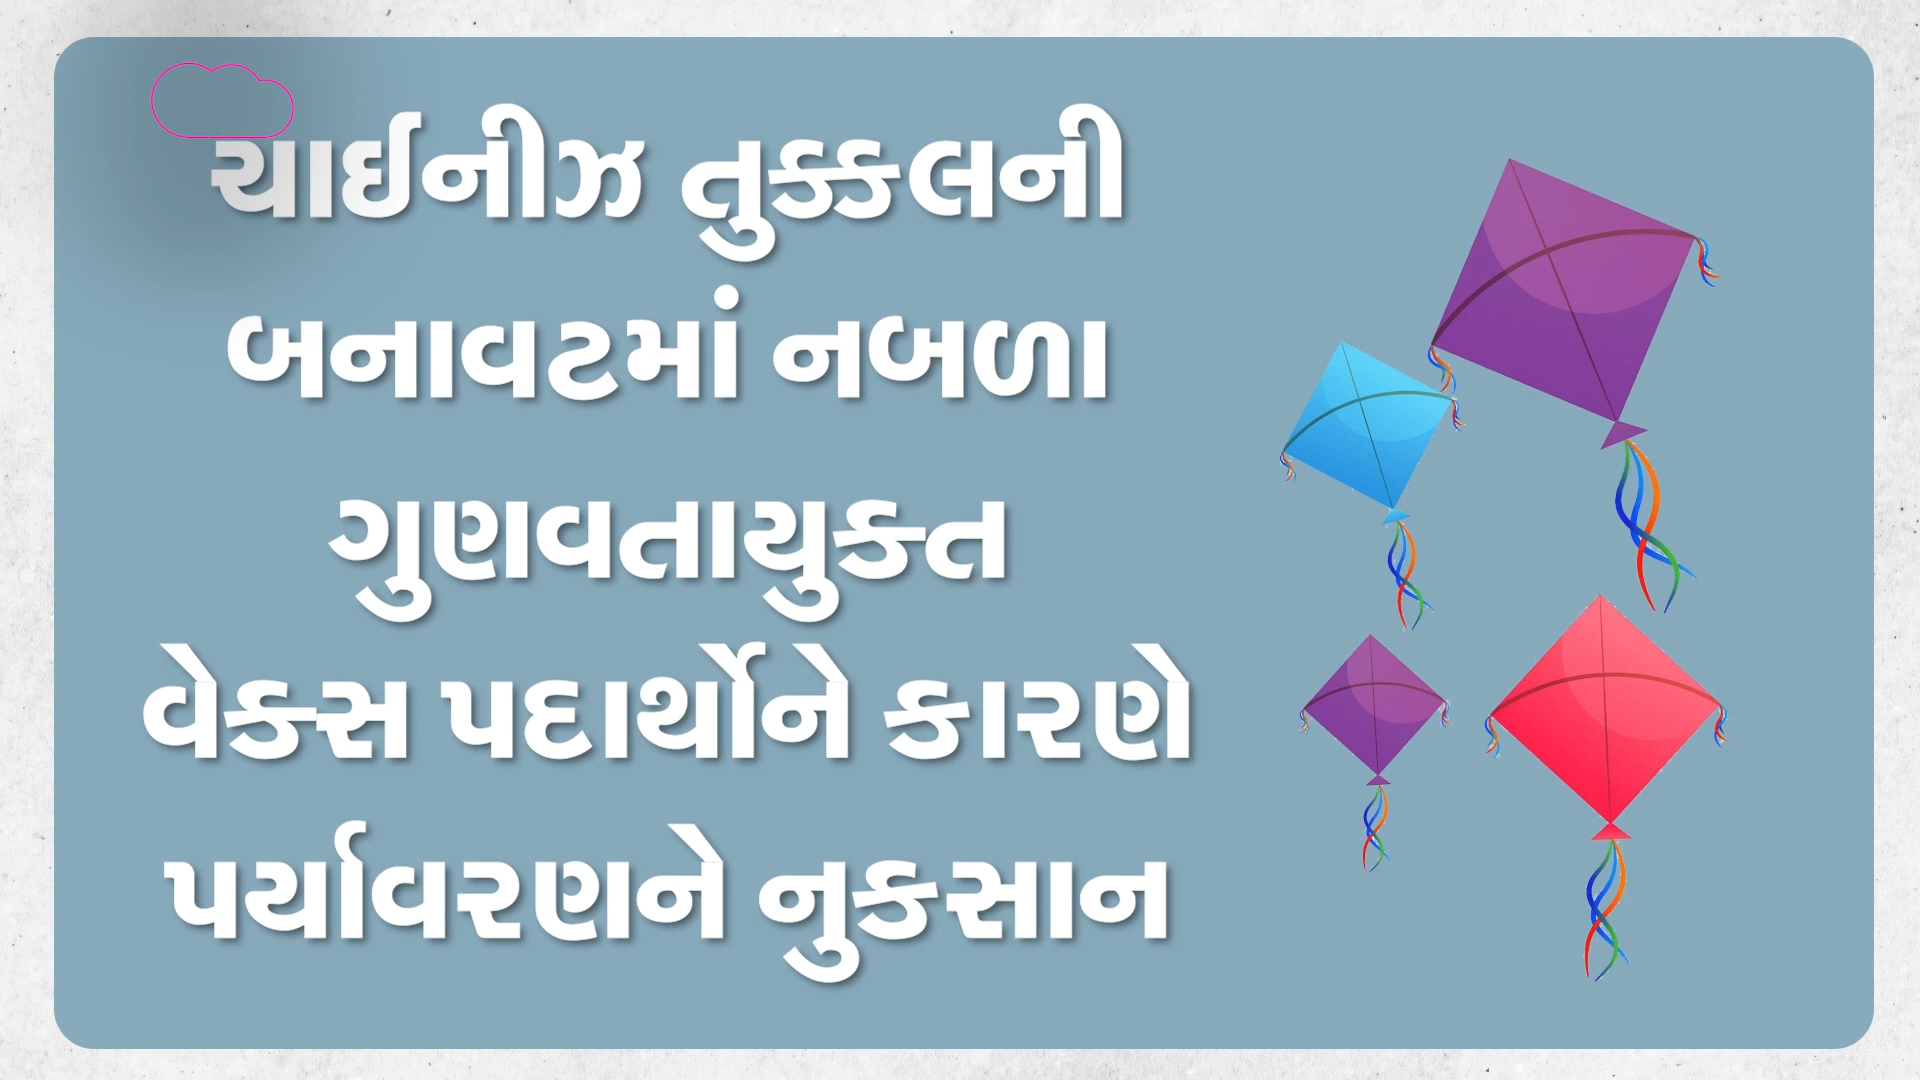 ચાઈનીઝ તુક્કલની
બનાવટમાં નબળા
ગુણવતાયુક્ત
વેક્સ પદાર્થોને કારણે
પર્યાવરણને નુકસાન